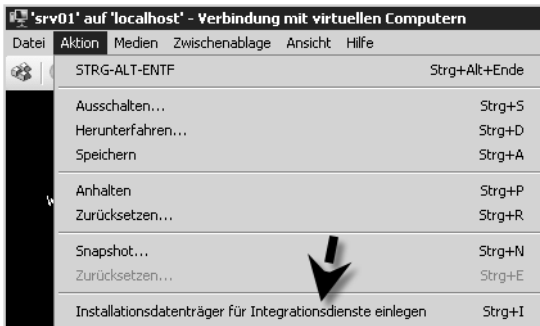 'srv01' auf 'localhost' - Verbindung mit virtuellen Computern
Datei Aktion Medien Zwischenablage Ansicht Hilfe
STRG-ALT-ENTF Strg+Alt+Ende
Ausschalten... Strg+S
Herunterfahren... Strg+D
Speichern Strg+A
Anhalten Strg+P
Zurücksetzen... Strg+R
Snapshot... Strg+N
Zurücksetzen... Strg+E
Installationsdatenträger für Integrationsdienste einlegen Strg+I